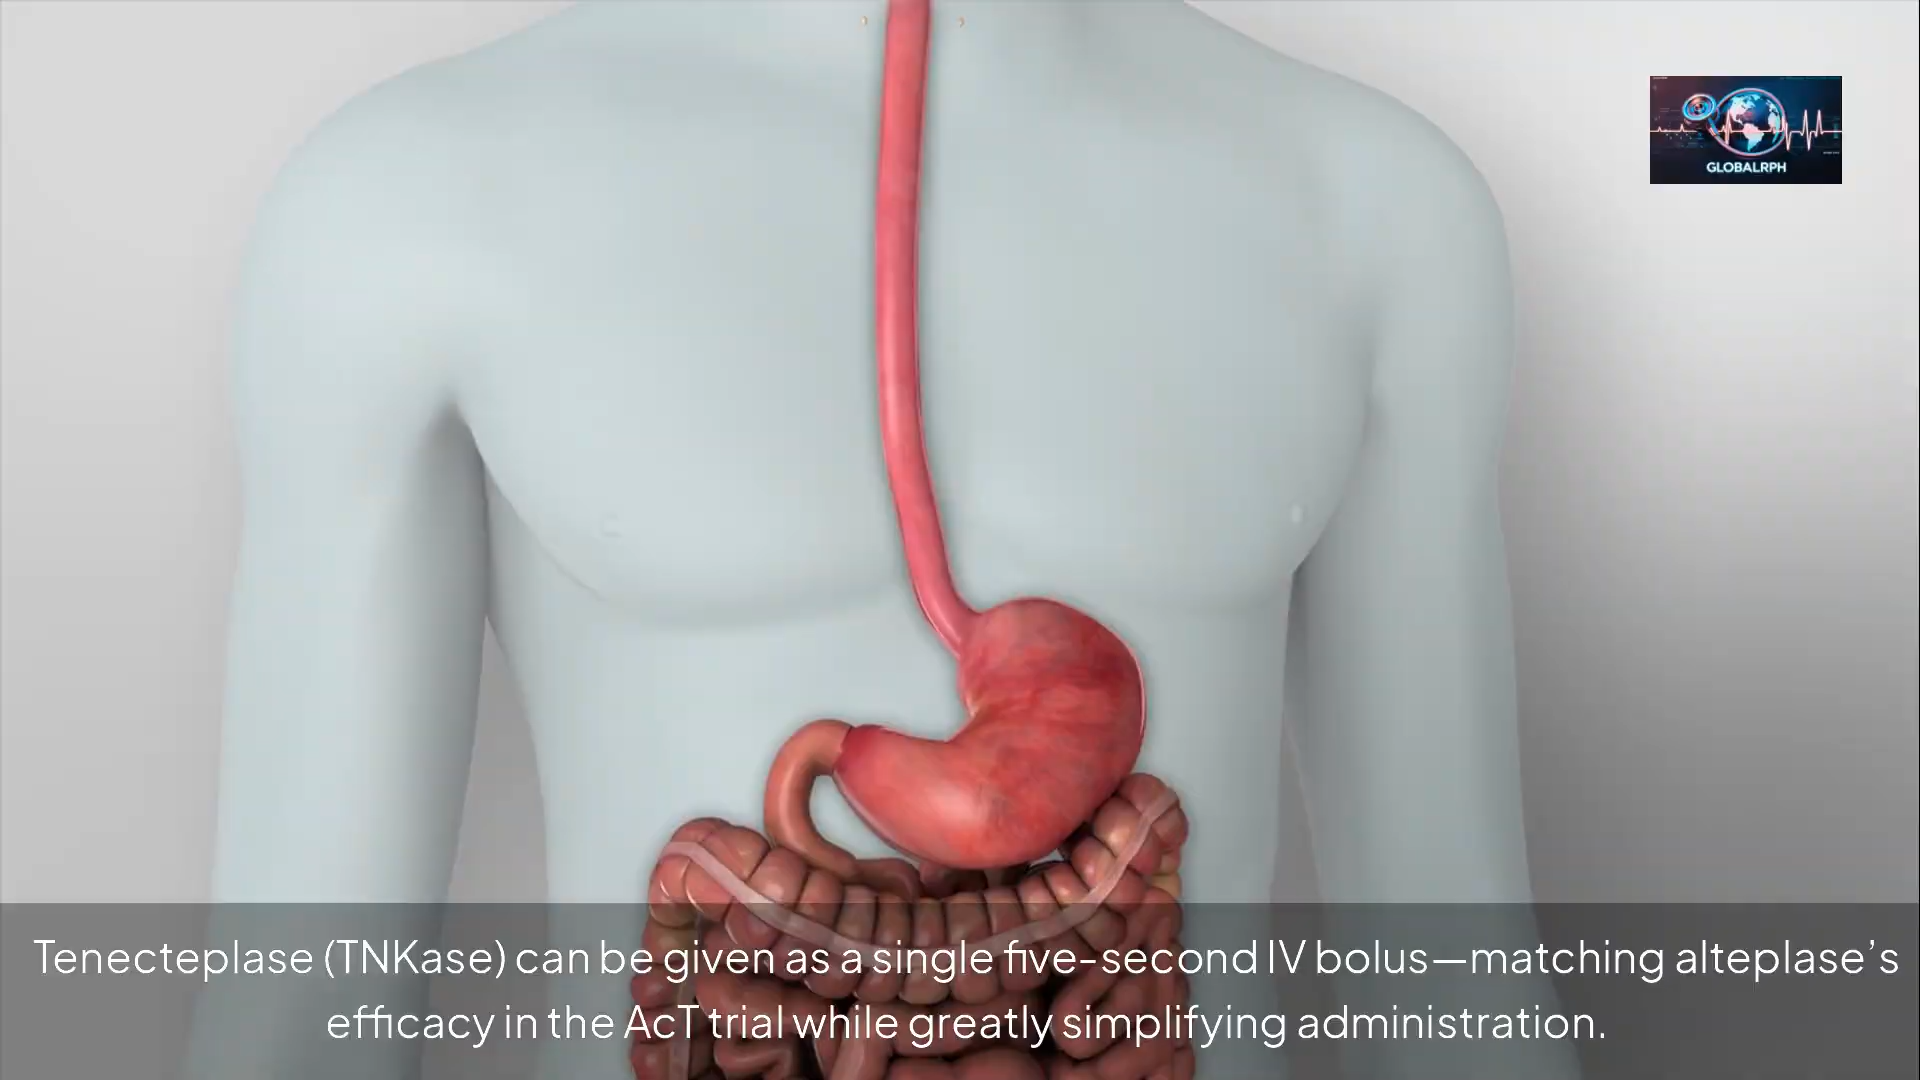 GLOBALRPH
Tenecteplase (TNKase) can be given as a single five-second IV bolus—matching alteplase’s
efficacy in the AcT trial while greatly simplifying administration.